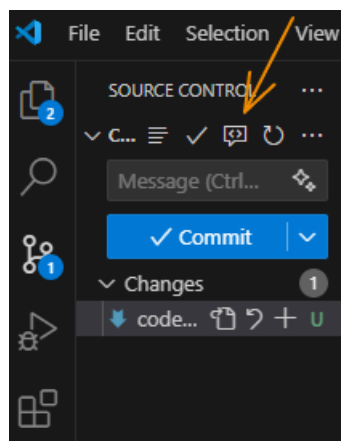 File Edit Selection View
SOURCE CONTROL ...
C... ...
2
Message (Ctrl...
Commit
1
Changes 1
code... U